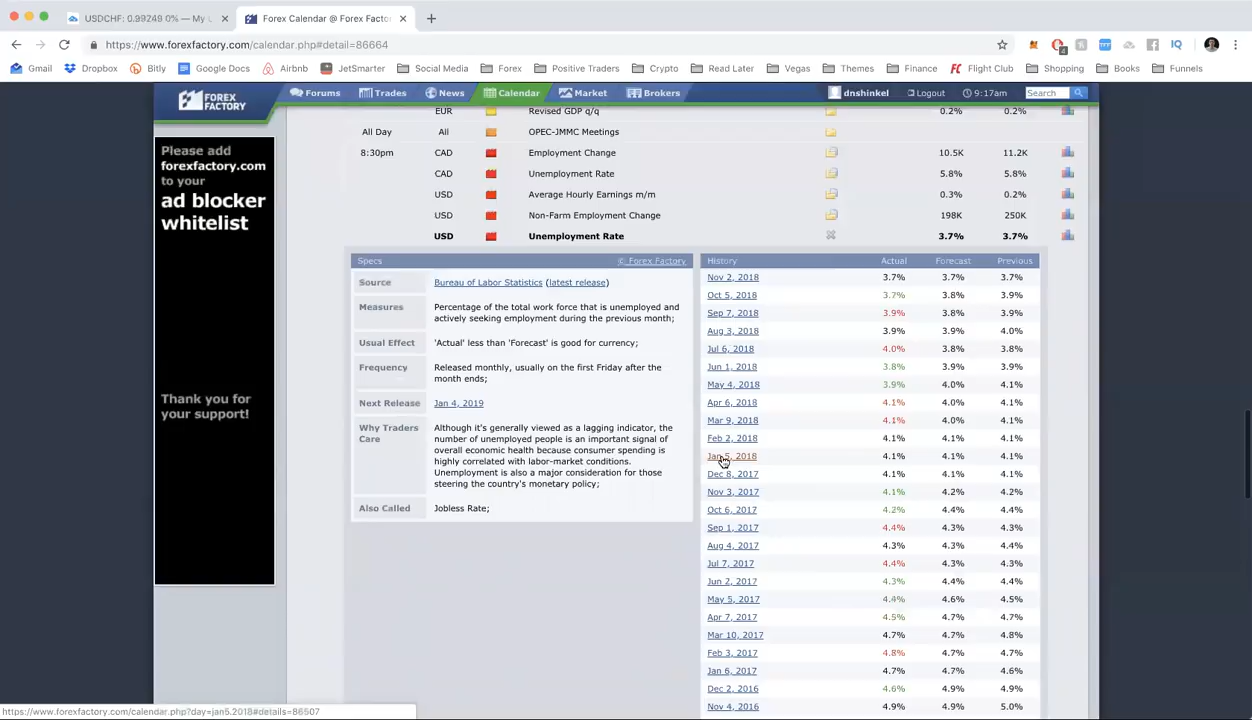 USDCHF: 0.99249 0% — My
Forex Calendar @ Forex Facto
https://www.forexfactory.com/calendar.php#detail=86664
4
Gmail Dropbox Bitly Google Docs Airbnb JetSmarter Social Media Forex Positive Traders Crypto Read Later Vegas Themes Finance Flight Club Shopping Books Funnels
FOREX FACTORY
Forums Trades News Calendar Market Brokers dnshinkel Logout 9:17am Search
Please add
forexfactory.com
to your
ad blocker
whitelist
Thank you for
your support!
EUR Revised GDP q/q 0.2% 0.2%
All Day All OPEC-JMMC Meetings
8:30pm CAD Employment Change 10.5K 11.2K
CAD Unemployment Rate 5.8% 5.8%
USD Average Hourly Earnings m/m 0.3% 0.2%
USD Non-Farm Employment Change 198K 250K
USD Unemployment Rate 3.7% 3.7%
Specs © Forex Factory
Source Bureau of Labor Statistics (latest release)
Measures Percentage of the total work force that is unemployed and
actively seeking employment during the previous month;
Usual Effect 'Actual' less than 'Forecast' is good for currency;
Frequency Released monthly, usually on the first Friday after the
month ends;
Next Release Jan 4, 2019
Why Traders Care Although it's generally viewed as a lagging indicator, the
number of unemployed people is an important signal of
overall economic health because consumer spending is
highly correlated with labor-market conditions.
Unemployment is also a major consideration for those
steering the country's monetary policy;
Also Called Jobless Rate;
History Actual Forecast Previous
Nov 2, 2018 3.7% 3.7% 3.7%
Oct 5, 2018 3.7% 3.8% 3.9%
Sep 7, 2018 3.9% 3.8% 3.9%
Aug 3, 2018 3.9% 3.9% 4.0%
Jul 6, 2018 4.0% 3.8% 3.8%
Jun 1, 2018 3.8% 3.9% 3.9%
May 4, 2018 3.9% 4.0% 4.1%
Apr 6, 2018 4.1% 4.0% 4.1%
Mar 9, 2018 4.1% 4.0% 4.1%
Feb 2, 2018 4.1% 4.1% 4.1%
Jan 5, 2018 4.1% 4.1% 4.1%
Dec 8, 2017 4.1% 4.1% 4.1%
Nov 3, 2017 4.1% 4.2% 4.2%
Oct 6, 2017 4.2% 4.4% 4.4%
Sep 1, 2017 4.4% 4.3% 4.3%
Aug 4, 2017 4.3% 4.3% 4.4%
Jul 7, 2017 4.4% 4.3% 4.3%
Jun 2, 2017 4.3% 4.4% 4.4%
May 5, 2017 4.4% 4.6% 4.5%
Apr 7, 2017 4.5% 4.7% 4.7%
Mar 10, 2017 4.7% 4.7% 4.8%
Feb 3, 2017 4.8% 4.7% 4.7%
Jan 6, 2017 4.7% 4.7% 4.6%
Dec 2, 2016 4.6% 4.9% 4.9%
Nov 4, 2016 4.9% 4.9% 5.0%
https://www.forexfactory.com/calendar.php?day=jan5.2018#details=86507